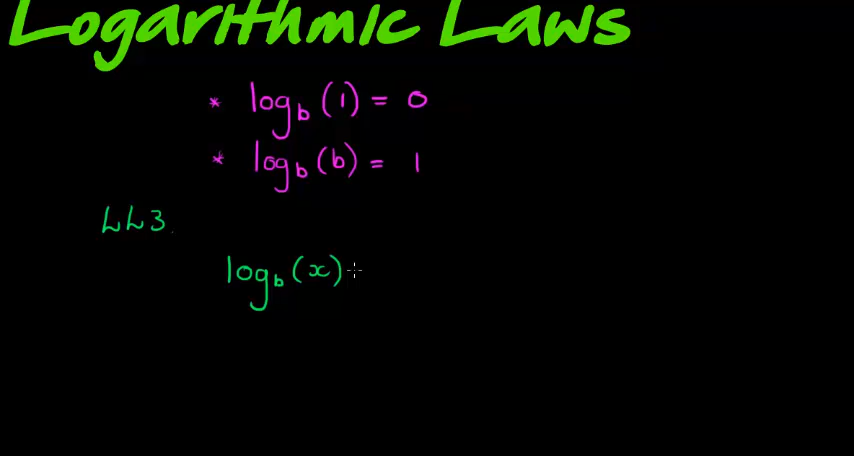 Logarithmic Laws
* log_b (1) = 0
* log_b (b) = 1
LL3.
log_b (x)